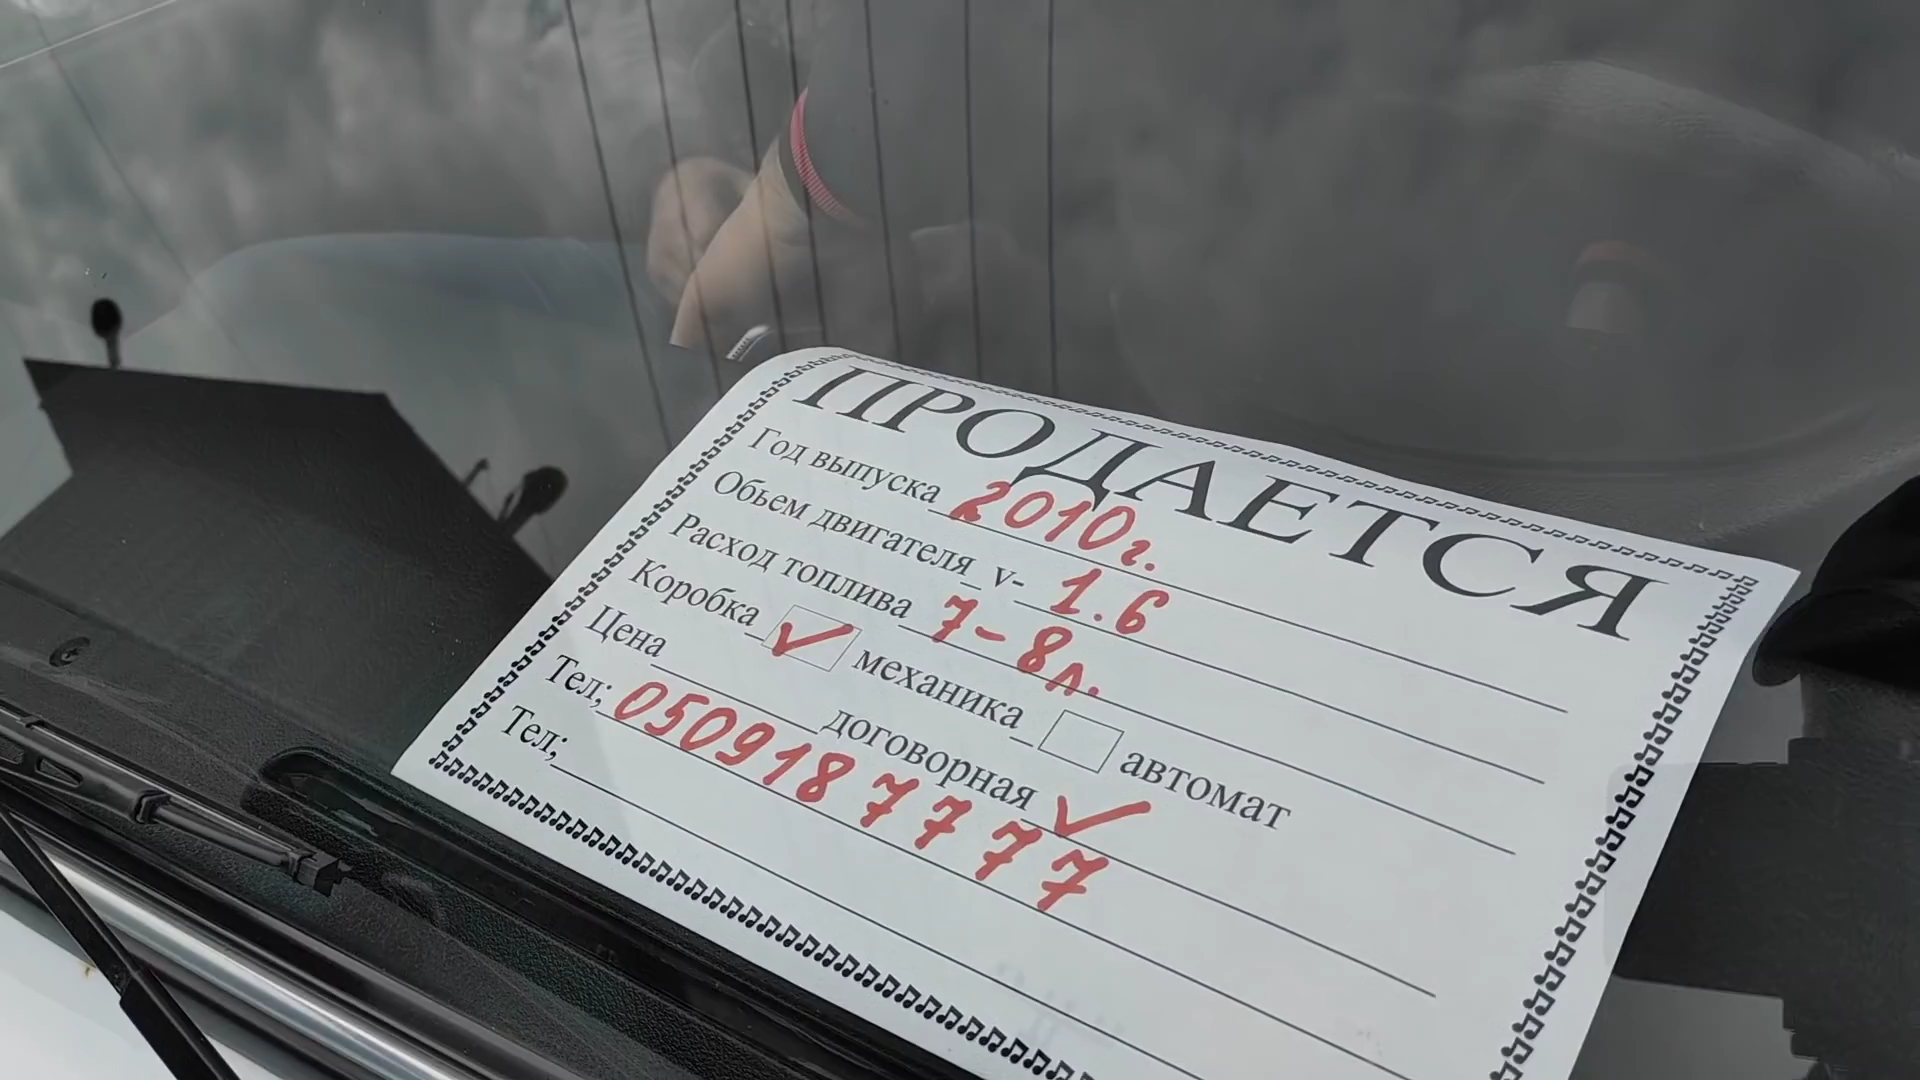 ПРОДАЕТСЯ
Год выпуска 2010г.
Обьем двигателя v- 1.6
Расход топлива 7-8л.
Коробка ✓ механика автомат
Цена договорная ✓
Тел; 0509187777
Тел;